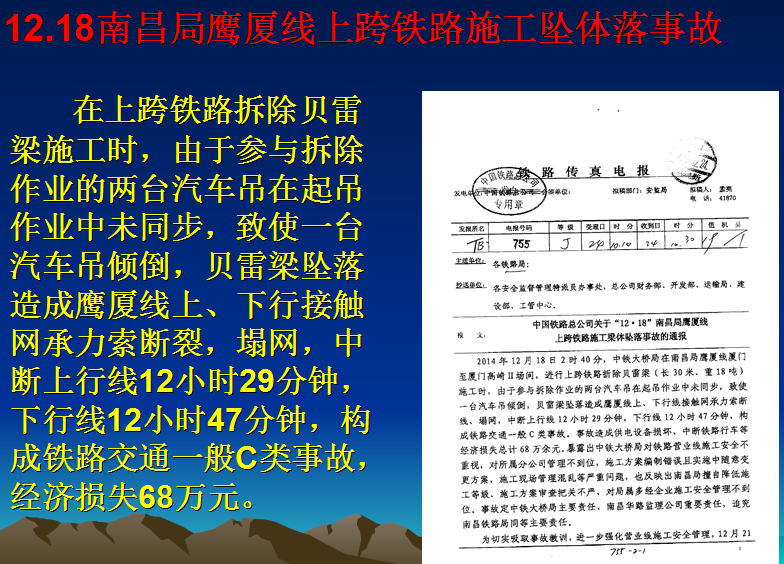 12.18南昌局鹰厦线上跨铁路施工坠体落事故
在上跨铁路拆除贝雷
梁施工时，由于参与拆除
作业的两台汽车吊在起吊
作业中未同步，致使一台
汽车吊倾倒，贝雷梁坠落
造成鹰厦线上、下行接触
网承力索断裂，塌网，中
断上行线12小时29分钟，
下行线12小时47分钟，构
成铁路交通一般C类事故，
经济损失68万元。
铁路传真电报
中国铁路
专用章
发电单位：中国铁路总公司 签单位： 拟稿部门：安监局 拟稿人：孟亮
电 话：41870
发报所名 电报号码 等级 受理日 时 分 收到日 时 分 值机员
TB 755 J 24 10.10 24 10.30
主送单位：各铁路局：
抄送单位：各安全监督管理特派员办事处，总公司财务部、开发部、运输局、建
设部，工管中心。
中国铁路总公司关于“12·18”南昌局鹰厦线
报 文： 上跨铁路施工梁体坠落事故的通报
2014年12月18日2时40分，中铁大桥局在南昌局鹰厦线厦门
至厦门高崎Ⅱ场间，进行上跨铁路拆除贝雷梁（长30米、重18吨）
施工时，由于参与拆除作业的两台汽车吊在起吊作业中未同步，致使
一台汽车吊倾倒，贝雷梁坠落造成鹰厦线上、下行线接触网承力索断
线、塌网，中断上行线12小时29分钟，下行线12小时47分钟，构
成铁路交通一般C类事故。事故造成供电设备损坏、中断铁路行车等
经济损失总计68万余元。暴露出中铁大桥局对铁路营业线施工安全不
重视，对所属分公司管理不到位，施工方案编制错误且实施中随意变
更方案，施工现场管理混乱等严重问题，也反映出南昌局擅自降低施
工等级、施工方案审查把关不严、对局属多经企业施工安全管理不到
位。事故定中铁大桥局主要责任、南昌华路监理公司重要责任，追究
南昌铁路局同等主要责任。
为切实吸取事故教训，进一步强化营业线施工安全管理，12月21
755-2-1